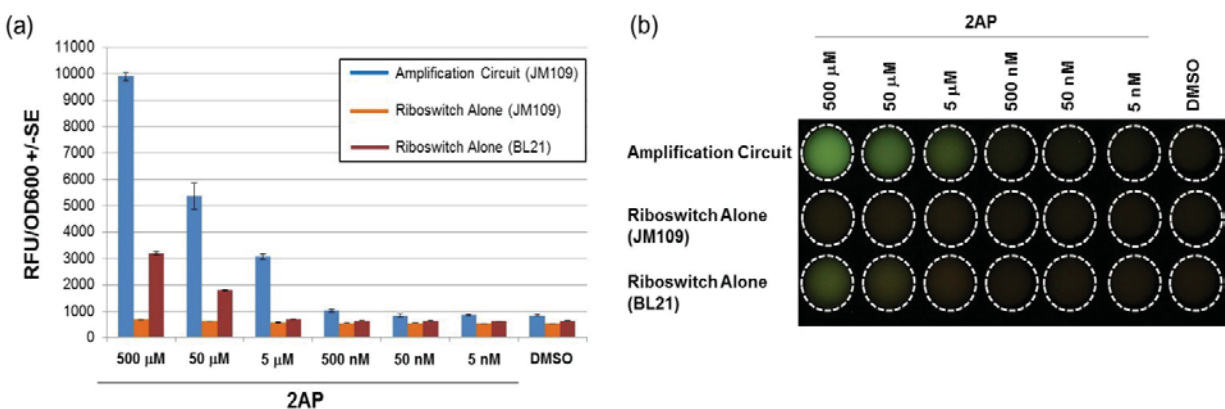 (a)
RFU/OD600 +/-SE
11000
10000
9000
8000
7000
6000
5000
4000
3000
2000
1000
0
Amplification Circuit (JM109)
Riboswitch Alone (JM109)
Riboswitch Alone (BL21)
500 µM 50 µM 5 µM 500 nM 50 nM 5 nM DMSO
2AP
(b)
2AP
500 µM 50 µM 5 µM 500 nM 50 nM 5 nM DMSO
Amplification Circuit
Riboswitch Alone
(JM109)
Riboswitch Alone
(BL21)